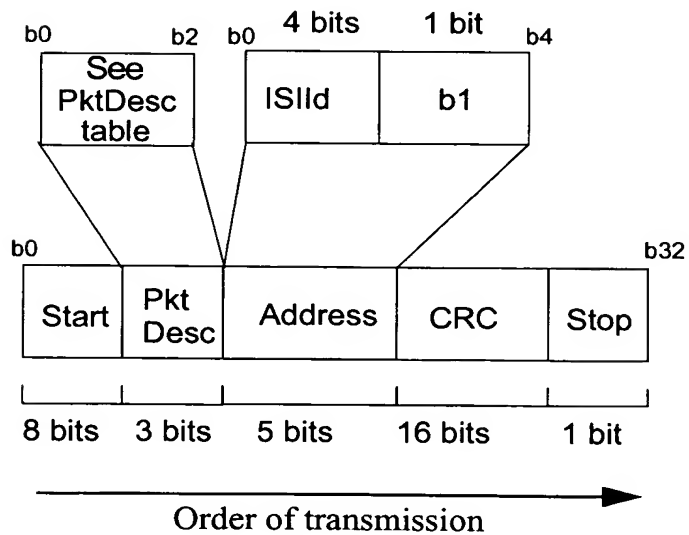 4 bits 1 bit
b0 b2 b0 b4
See
PktDesc
table
ISIId b1
b0 b32
Start Pkt
Desc Address CRC Stop
8 bits 3 bits 5 bits 16 bits 1 bit
Order of transmission